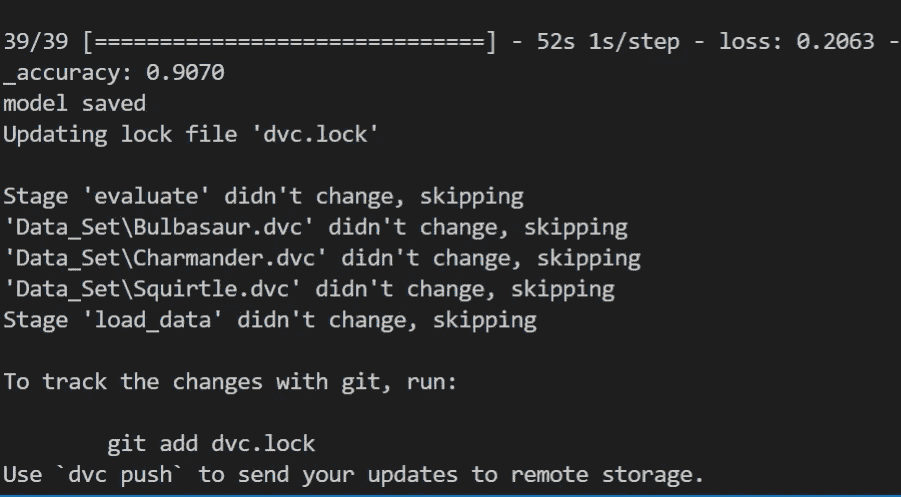 39/39 [==============================] - 52s 1s/step - loss: 0.2063 -
_accuracy: 0.9070
model saved
Updating lock file 'dvc.lock'
Stage 'evaluate' didn't change, skipping
'Data_Set\Bulbasaur.dvc' didn't change, skipping
'Data_Set\Charmander.dvc' didn't change, skipping
'Data_Set\Squirtle.dvc' didn't change, skipping
Stage 'load_data' didn't change, skipping
To track the changes with git, run:
git add dvc.lock
Use `dvc push` to send your updates to remote storage.